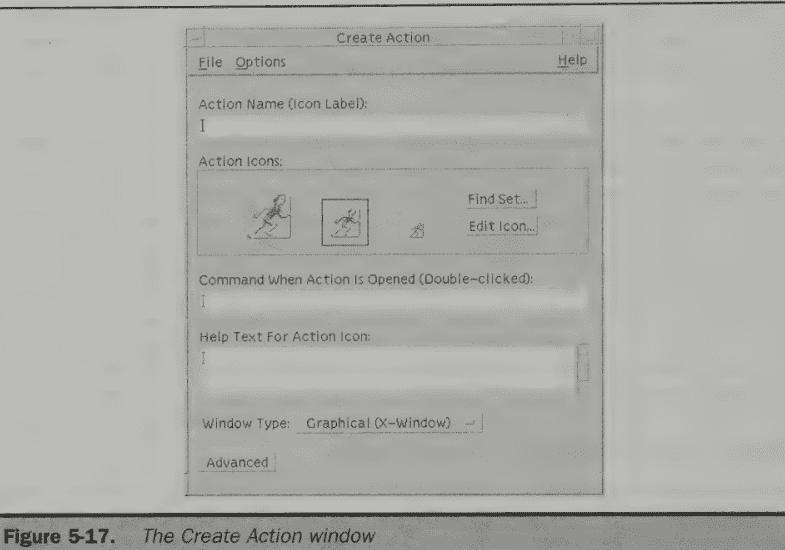 Create Action
File Options Help
Action Name (Icon Label):
Action Icons:
Find Set...
Edit Icon...
Command When Action Is Opened (Double-clicked):
Help Text For Action Icon:
Window Type: Graphical (X-Window)
Advanced
Figure 5-17. The Create Action window